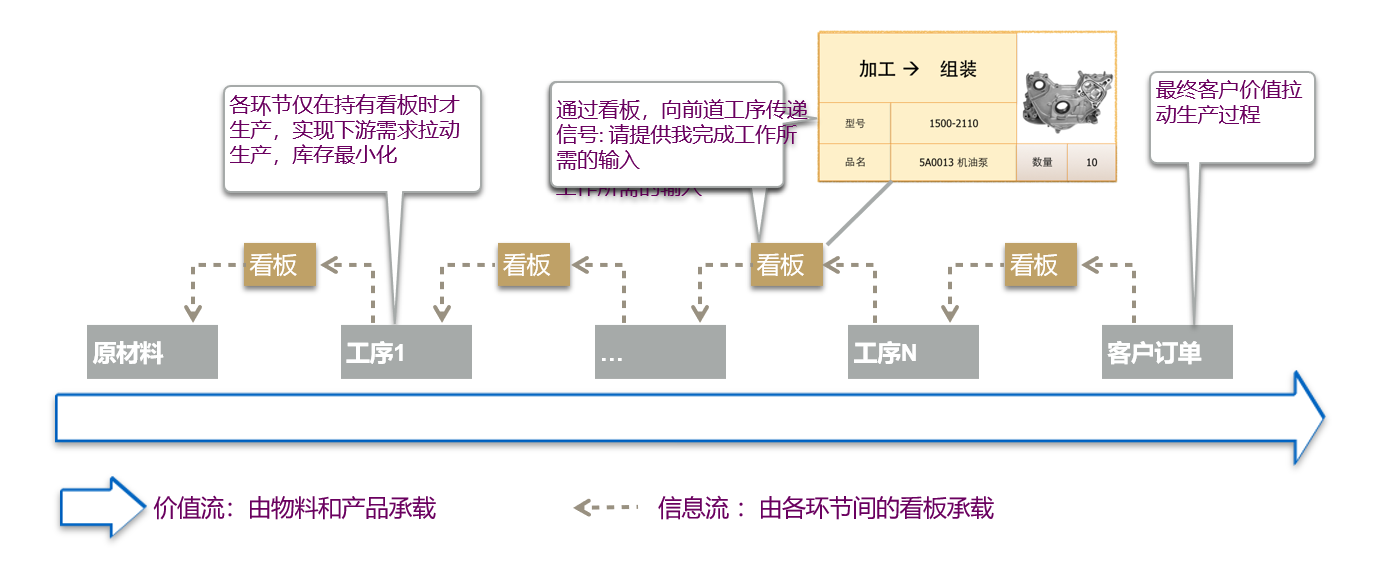 加工 → 组装
型号 1500-2110
品名 5A0013 机油泵 数量 10
各环节仅在持有看板时才
生产，实现下游需求拉动
生产，库存最小化
通过看板，向前道工序传递
信号: 请提供我完成工作所
需的输入
工作所需的输入
最终客户价值拉
动生产过程
看板
看板
看板
看板
原材料
工序1
...
工序N
客户订单
价值流：由物料和产品承载
信息流 ：由各环节间的看板承载